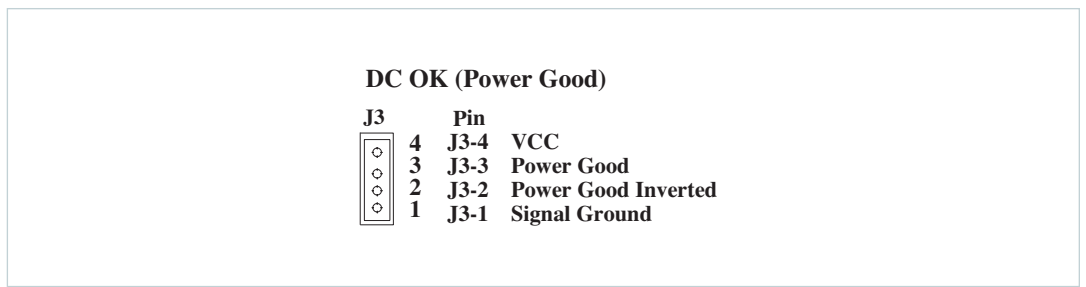 DC OK (Power Good)
J3 Pin
4 J3-4 VCC
3 J3-3 Power Good
2 J3-2 Power Good Inverted
1 J3-1 Signal Ground